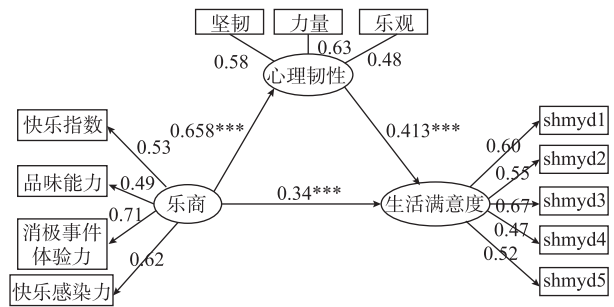 坚韧
力量
乐观
0.58
0.63
0.48
心理韧性
快乐指数
0.658***
0.413***
0.53
shmyd1
0.60
shmyd2
品味能力
0.49
0.55
0.34***
乐商
生活满意度
0.67
shmyd3
0.71
消极事件
体验力
0.47
shmyd4
0.62
0.52
快乐感染力
shmyd5